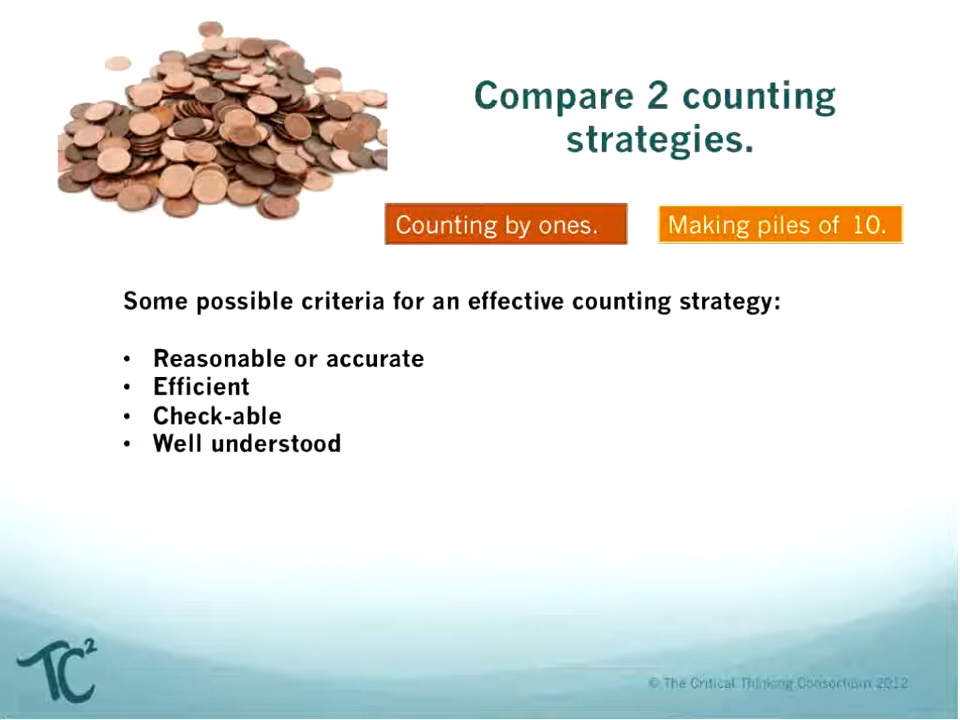 Compare 2 counting
strategies.
Counting by ones.
Making piles of 10.
Some possible criteria for an effective counting strategy:
• Reasonable or accurate
• Efficient
• Check-able
• Well understood
TC2
© The Critical Thinking Consortium 2012